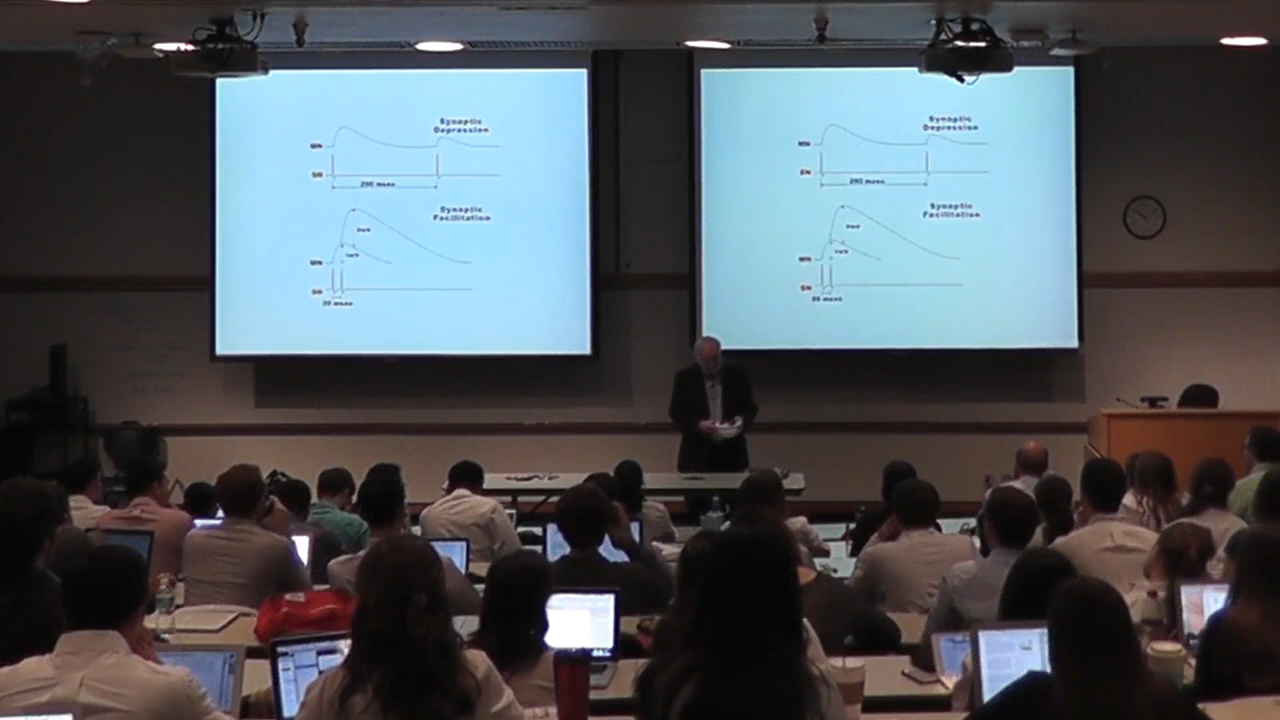 Synaptic
Depression
MN
SN
200 msec
Synaptic
Facilitation
MN
SN
20 msec
Synaptic
Depression
MN
SN
200 msec
Synaptic
Facilitation
MN
SN
20 msec